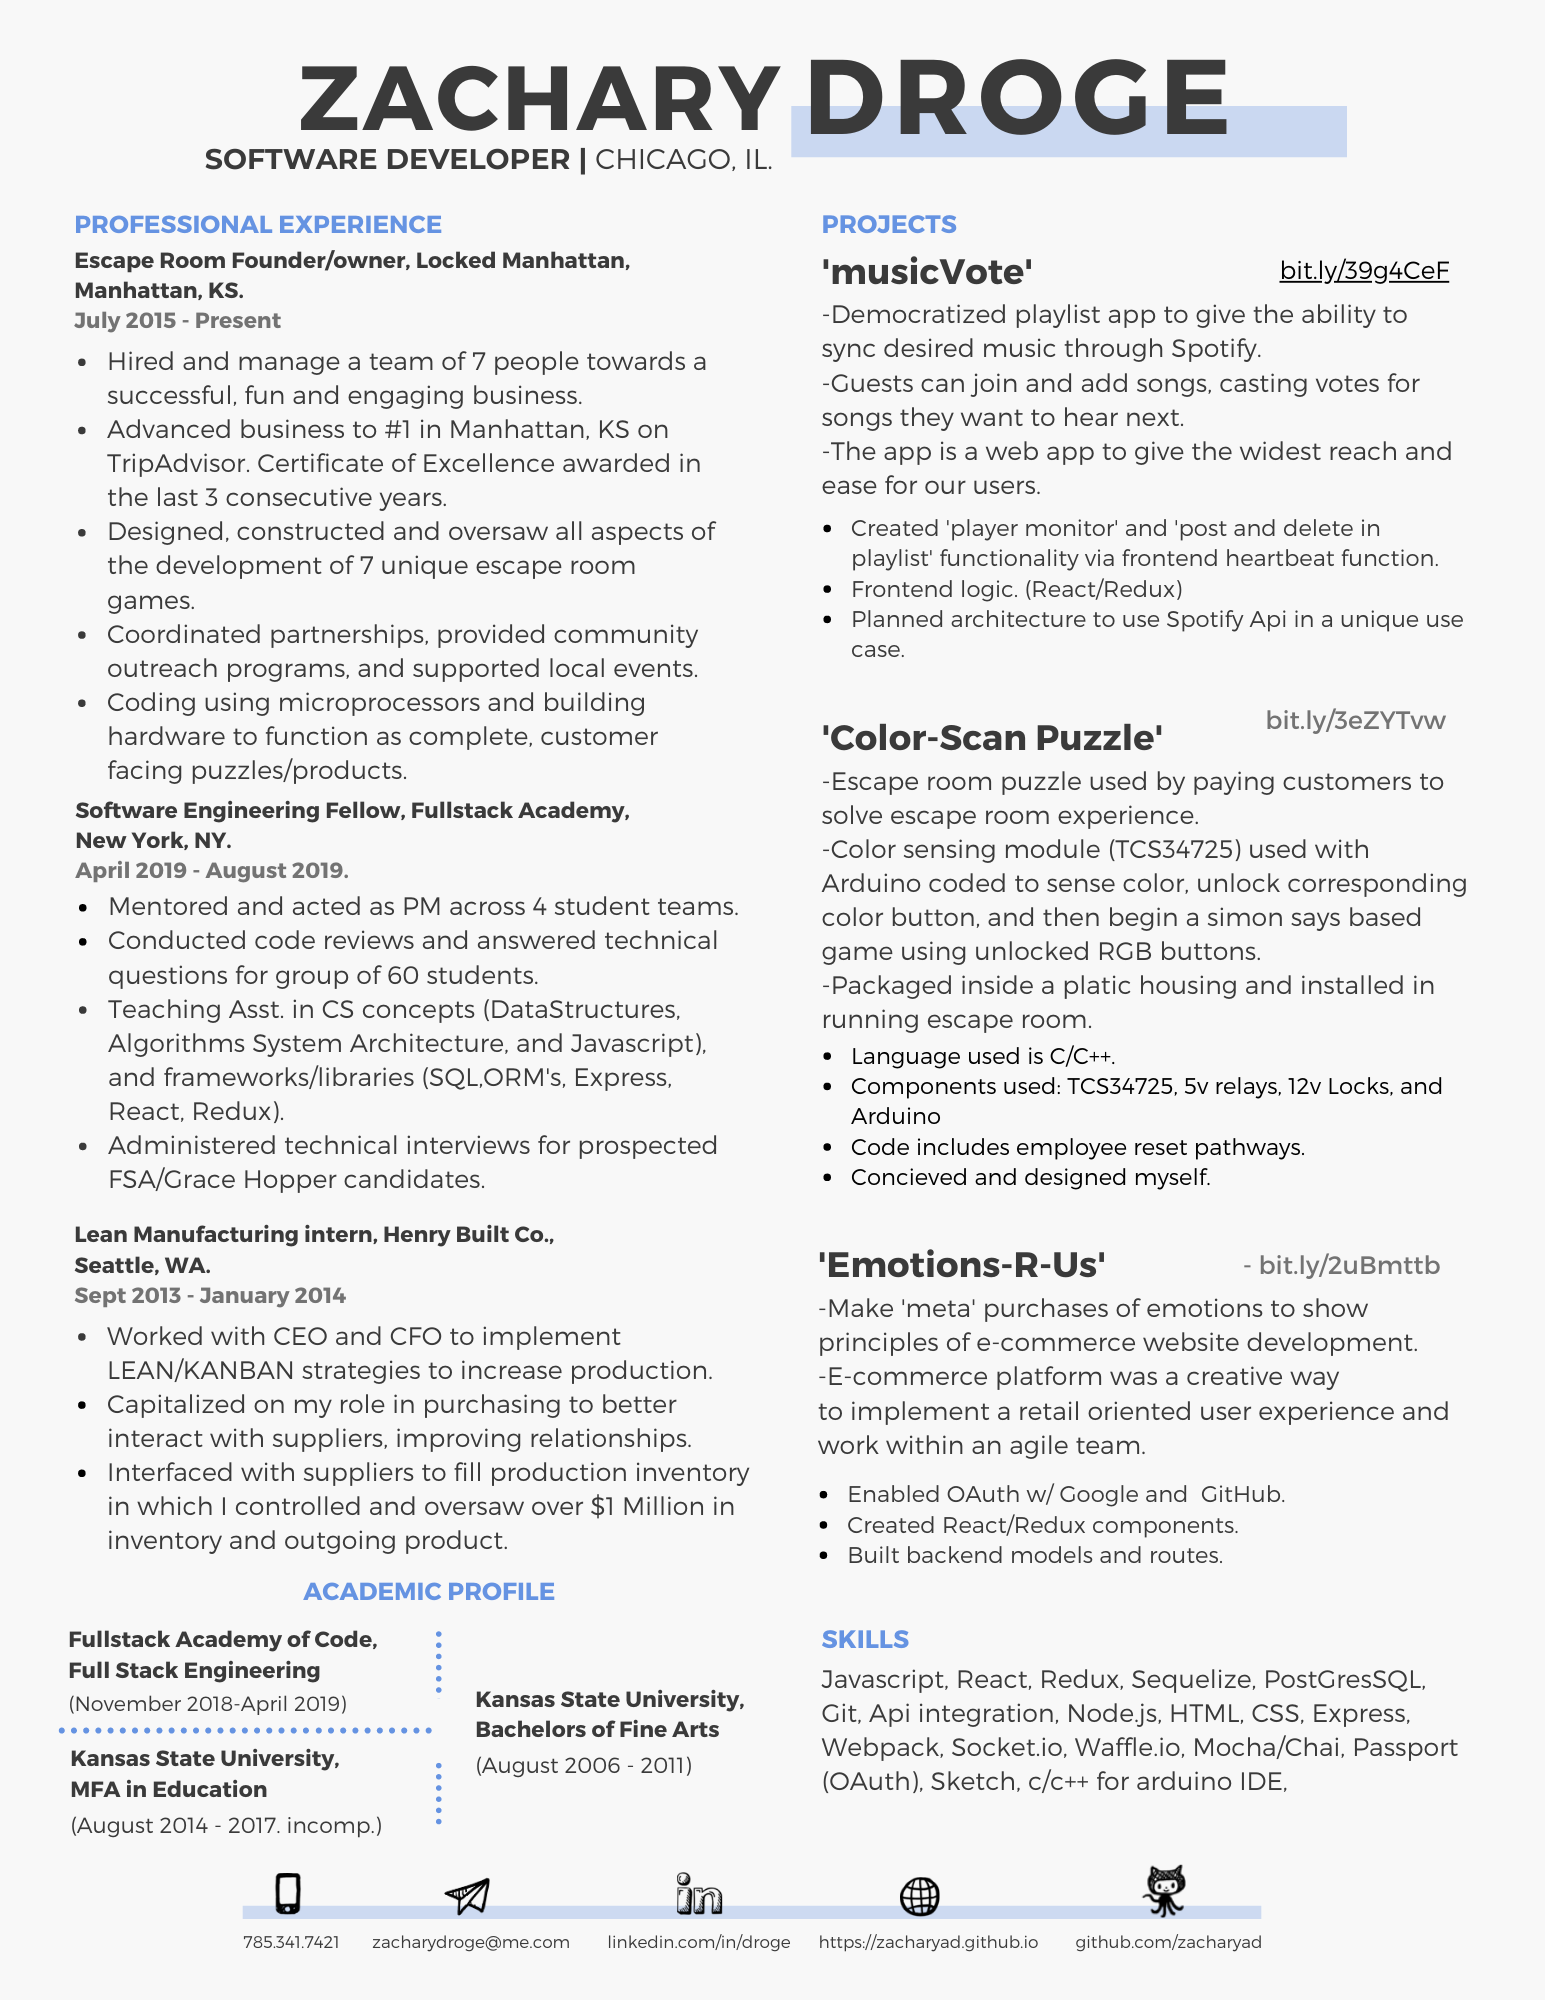 ZACHARY DROGE
SOFTWARE DEVELOPER | CHICAGO, IL.
PROFESSIONAL EXPERIENCE
Escape Room Founder/owner, Locked Manhattan,
Manhattan, KS.
July 2015 - Present
• Hired and manage a team of 7 people towards a
successful, fun and engaging business.
• Advanced business to #1 in Manhattan, KS on
TripAdvisor. Certificate of Excellence awarded in
the last 3 consecutive years.
• Designed, constructed and oversaw all aspects of
the development of 7 unique escape room
games.
• Coordinated partnerships, provided community
outreach programs, and supported local events.
• Coding using microprocessors and building
hardware to function as complete, customer
facing puzzles/products.
Software Engineering Fellow, Fullstack Academy,
New York, NY.
April 2019 - August 2019.
• Mentored and acted as PM across 4 student teams.
• Conducted code reviews and answered technical
questions for group of 60 students.
• Teaching Asst. in CS concepts (DataStructures,
Algorithms System Architecture, and Javascript),
and frameworks/libraries (SQL,ORM's, Express,
React, Redux).
• Administered technical interviews for prospected
FSA/Grace Hopper candidates.
Lean Manufacturing intern, Henry Built Co.,
Seattle, WA.
Sept 2013 - January 2014
• Worked with CEO and CFO to implement
LEAN/KANBAN strategies to increase production.
• Capitalized on my role in purchasing to better
interact with suppliers, improving relationships.
• Interfaced with suppliers to fill production inventory
in which I controlled and oversaw over $1 Million in
inventory and outgoing product.
ACADEMIC PROFILE
Fullstack Academy of Code,
Full Stack Engineering
(November 2018-April 2019)
Kansas State University,
MFA in Education
(August 2014 - 2017. incomp.)
Kansas State University,
Bachelors of Fine Arts
(August 2006 - 2011)
PROJECTS
'musicVote' bit.ly/39g4CeF
-Democratized playlist app to give the ability to
sync desired music through Spotify.
-Guests can join and add songs, casting votes for
songs they want to hear next.
-The app is a web app to give the widest reach and
ease for our users.
• Created 'player monitor' and 'post and delete in
playlist' functionality via frontend heartbeat function.
• Frontend logic. (React/Redux)
• Planned architecture to use Spotify Api in a unique use
case.
'Color-Scan Puzzle' bit.ly/3eZYTvw
-Escape room puzzle used by paying customers to
solve escape room experience.
-Color sensing module (TCS34725) used with
Arduino coded to sense color, unlock corresponding
color button, and then begin a simon says based
game using unlocked RGB buttons.
-Packaged inside a platic housing and installed in
running escape room.
• Language used is C/C++.
• Components used: TCS34725, 5v relays, 12v Locks, and
Arduino
• Code includes employee reset pathways.
• Concieved and designed myself.
'Emotions-R-Us' - bit.ly/2uBmttb
-Make 'meta' purchases of emotions to show
principles of e-commerce website development.
-E-commerce platform was a creative way
to implement a retail oriented user experience and
work within an agile team.
• Enabled OAuth w/ Google and  GitHub.
• Created React/Redux components.
• Built backend models and routes.
SKILLS
Javascript, React, Redux, Sequelize, PostGresSQL,
Git, Api integration, Node.js, HTML, CSS, Express,
Webpack, Socket.io, Waffle.io, Mocha/Chai, Passport
(OAuth), Sketch, c/c++ for arduino IDE,
in
785.341.7421 zacharydroge@me.com linkedin.com/in/droge https://zacharyad.github.io github.com/zacharyad